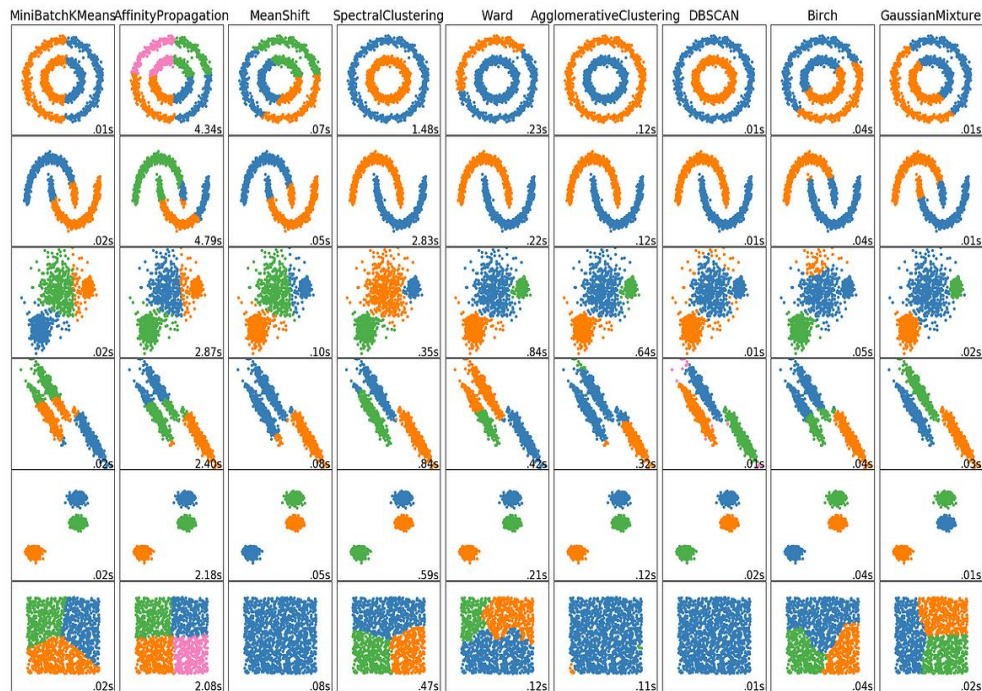 MiniBatchKMeans AffinityPropagation MeanShift SpectralClustering Ward AgglomerativeClustering DBSCAN Birch GaussianMixture
.01s 4.34s .07s 1.48s .23s .12s .01s .04s .01s
.02s 4.79s .05s 2.83s .22s .12s .01s .04s .01s
.02s 2.87s .10s .35s .84s .64s .01s .05s .02s
.02s 2.40s .08s .84s .42s .32s .01s .04s .03s
.02s 2.18s .05s .59s .21s .12s .02s .04s .01s
.02s 2.08s .08s .47s .12s .11s .01s .04s .02s